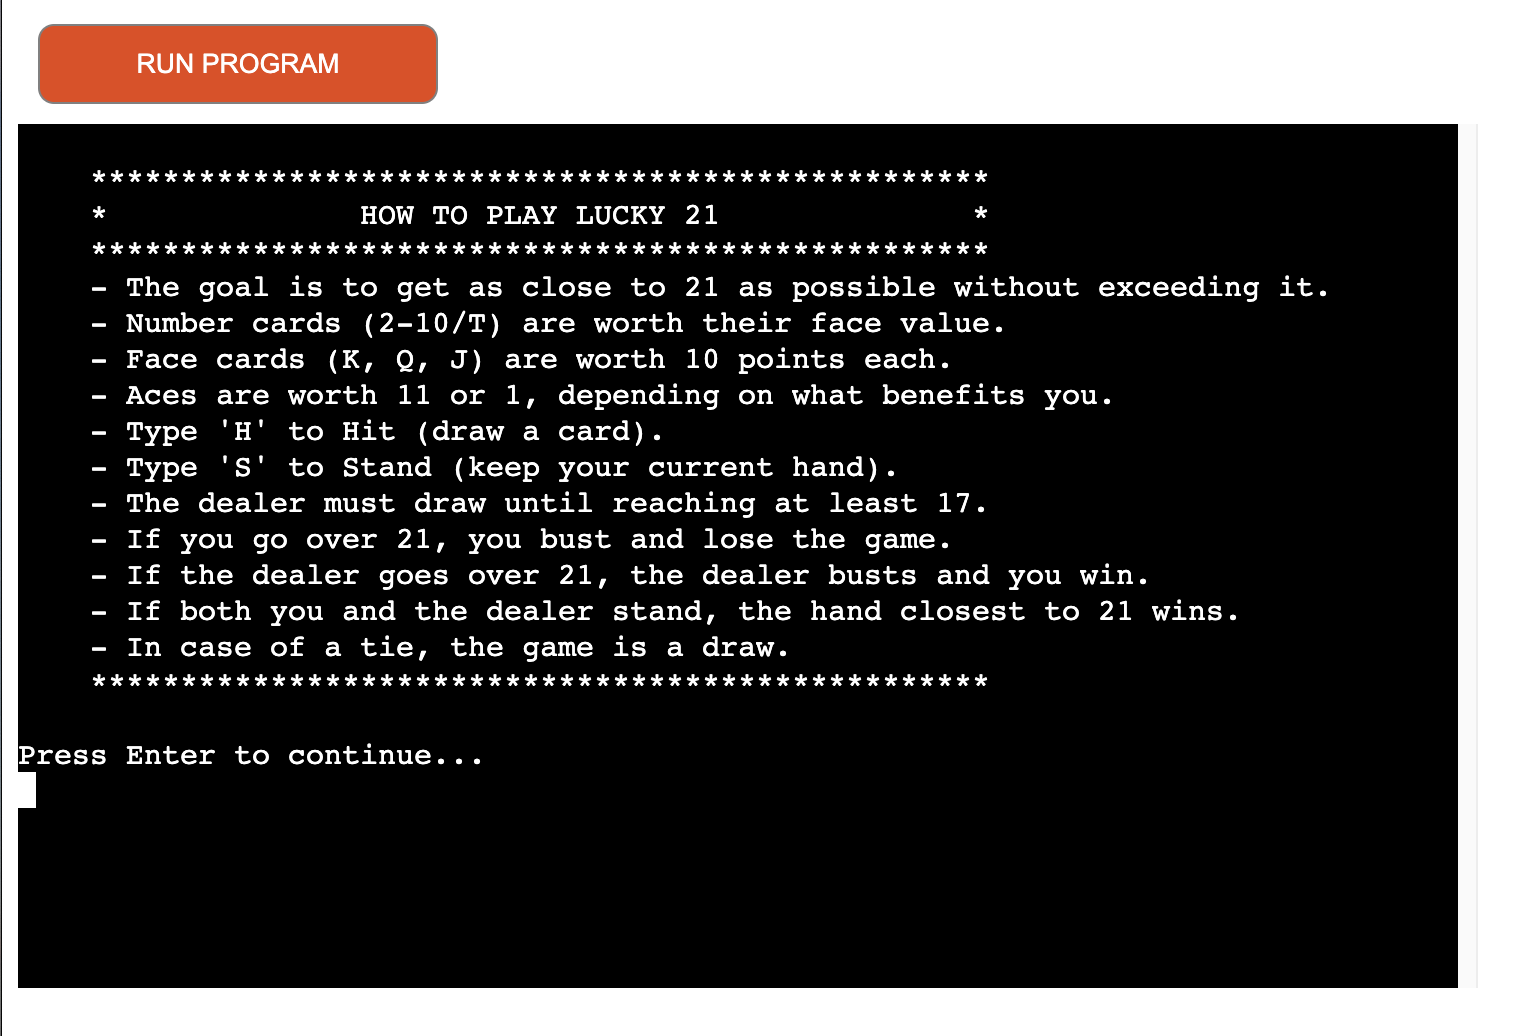 RUN PROGRAM
**************************************************
*              HOW TO PLAY LUCKY 21              *
**************************************************
- The goal is to get as close to 21 as possible without exceeding it.
- Number cards (2-10/T) are worth their face value.
- Face cards (K, Q, J) are worth 10 points each.
- Aces are worth 11 or 1, depending on what benefits you.
- Type 'H' to Hit (draw a card).
- Type 'S' to Stand (keep your current hand).
- The dealer must draw until reaching at least 17.
- If you go over 21, you bust and lose the game.
- If the dealer goes over 21, the dealer busts and you win.
- If both you and the dealer stand, the hand closest to 21 wins.
- In case of a tie, the game is a draw.
**************************************************
Press Enter to continue...